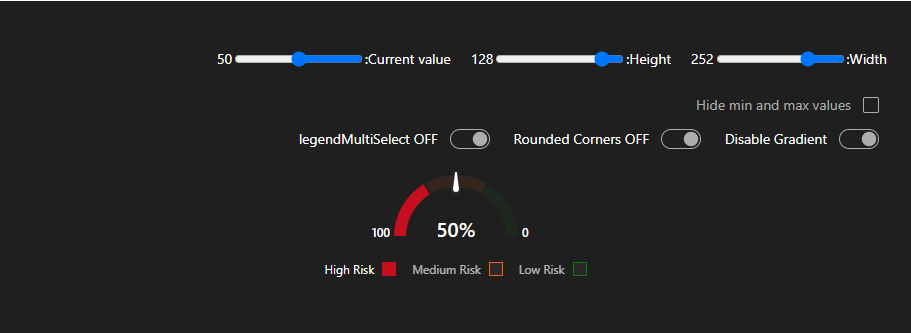 50 :Current value 128 :Height 252 :Width
Hide min and max values
legendMultiSelect OFF Rounded Corners OFF Disable Gradient
100 50% 0
High Risk Medium Risk Low Risk